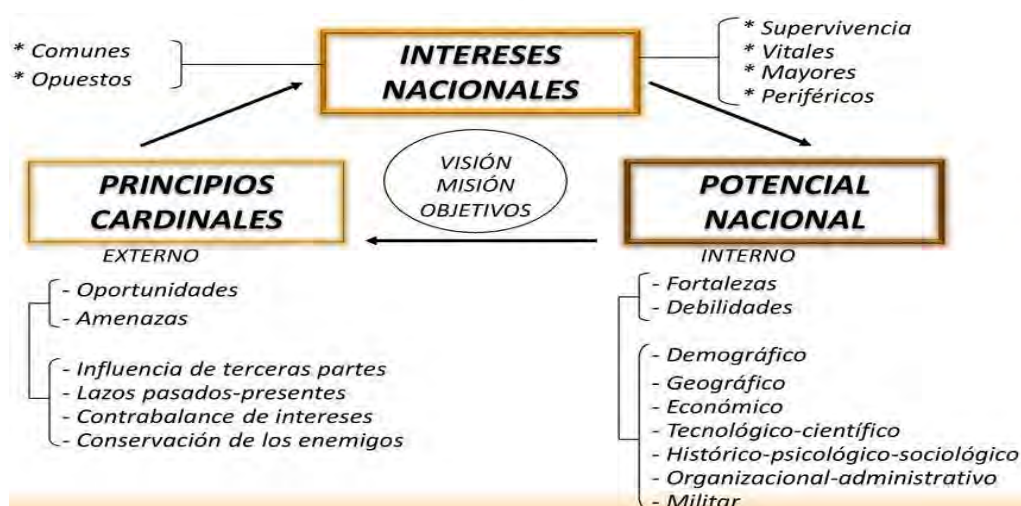 * Comunes
* Opuestos
INTERESES
NACIONALES
* Supervivencia
* Vitales
* Mayores
* Periféricos
VISIÓN
MISIÓN
OBJETIVOS
PRINCIPIOS
CARDINALES
EXTERNO
- Oportunidades
- Amenazas
- Influencia de terceras partes
- Lazos pasados-presentes
- Contrabalance de intereses
- Conservación de los enemigos
POTENCIAL
NACIONAL
INTERNO
- Fortalezas
- Debilidades
- Demográfico
- Geográfico
- Económico
- Tecnológico-científico
- Histórico-psicológico-sociológico
- Organizacional-administrativo
- Militar